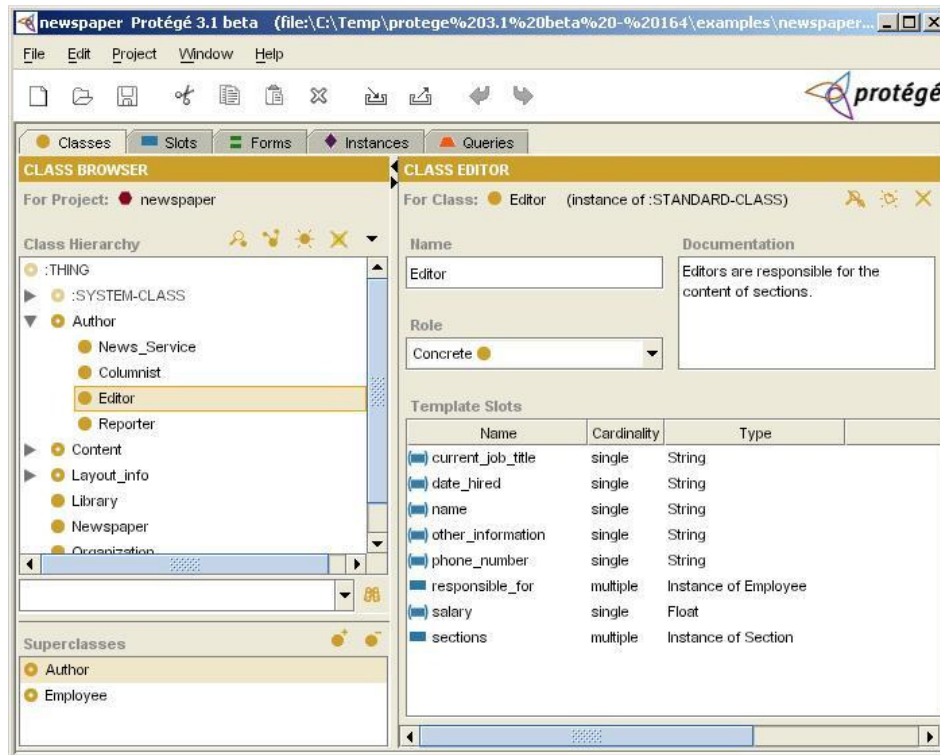 newspaper Protégé 3.1 beta (file:\C:\Temp\protege%203.1%20beta%20-%20164\examples\newspaper...
File Edit Project Window Help
protégé
Classes Slots Forms Instances Queries
CLASS BROWSER
For Project: newspaper
Class Hierarchy
:THING
:SYSTEM-CLASS
Author
News_Service
Columnist
Editor
Reporter
Content
Layout_info
Library
Newspaper
Organization
Superclasses
Author
Employee
CLASS EDITOR
For Class: Editor (instance of :STANDARD-CLASS)
Name
Editor
Documentation
Editors are responsible for the
content of sections.
Role
Concrete
Template Slots
Name Cardinality Type
current_job_title single String
date_hired single String
name single String
other_information single String
phone_number single String
responsible_for multiple Instance of Employee
salary single Float
sections multiple Instance of Section